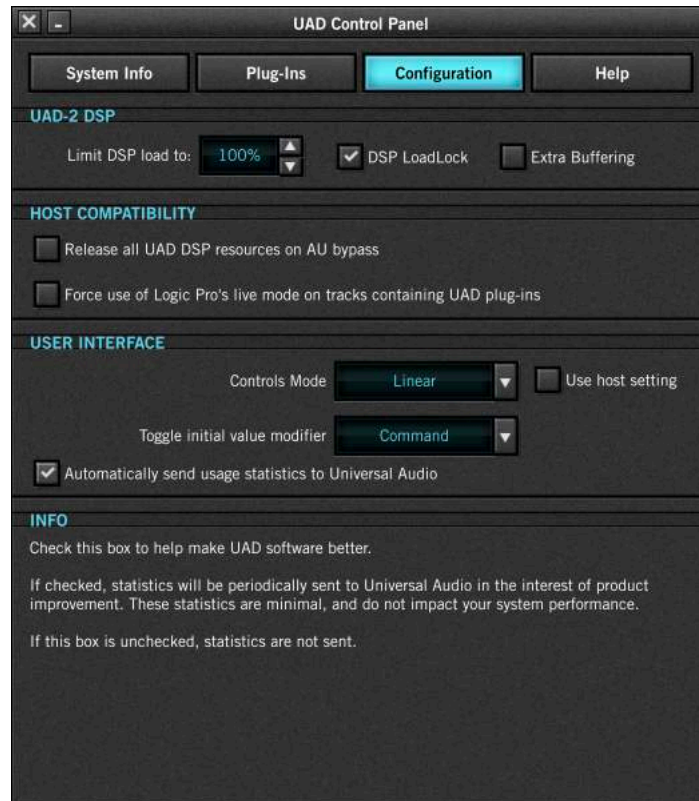 UAD Control Panel
System Info
Plug-Ins
Configuration
Help
UAD-2 DSP
Limit DSP load to: 100% DSP LoadLock Extra Buffering
HOST COMPATIBILITY
Release all UAD DSP resources on AU bypass
Force use of Logic Pro's live mode on tracks containing UAD plug-ins
USER INTERFACE
Controls Mode Linear Use host setting
Toggle initial value modifier Command
Automatically send usage statistics to Universal Audio
INFO
Check this box to help make UAD software better.
If checked, statistics will be periodically sent to Universal Audio in the interest of product
improvement. These statistics are minimal, and do not impact your system performance.
If this box is unchecked, statistics are not sent.